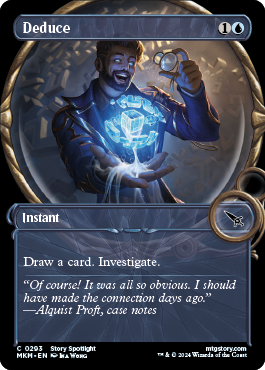 Deduce 1
Instant
Draw a card. Investigate.
“Of course! It was all so obvious. I should
have made the connection days ago.”
—Alquist Proft, case notes
C 0293 Story Spotlight mtgstory.com
MKM • EN Ina Wong ™ & © 2024 Wizards of the Coast